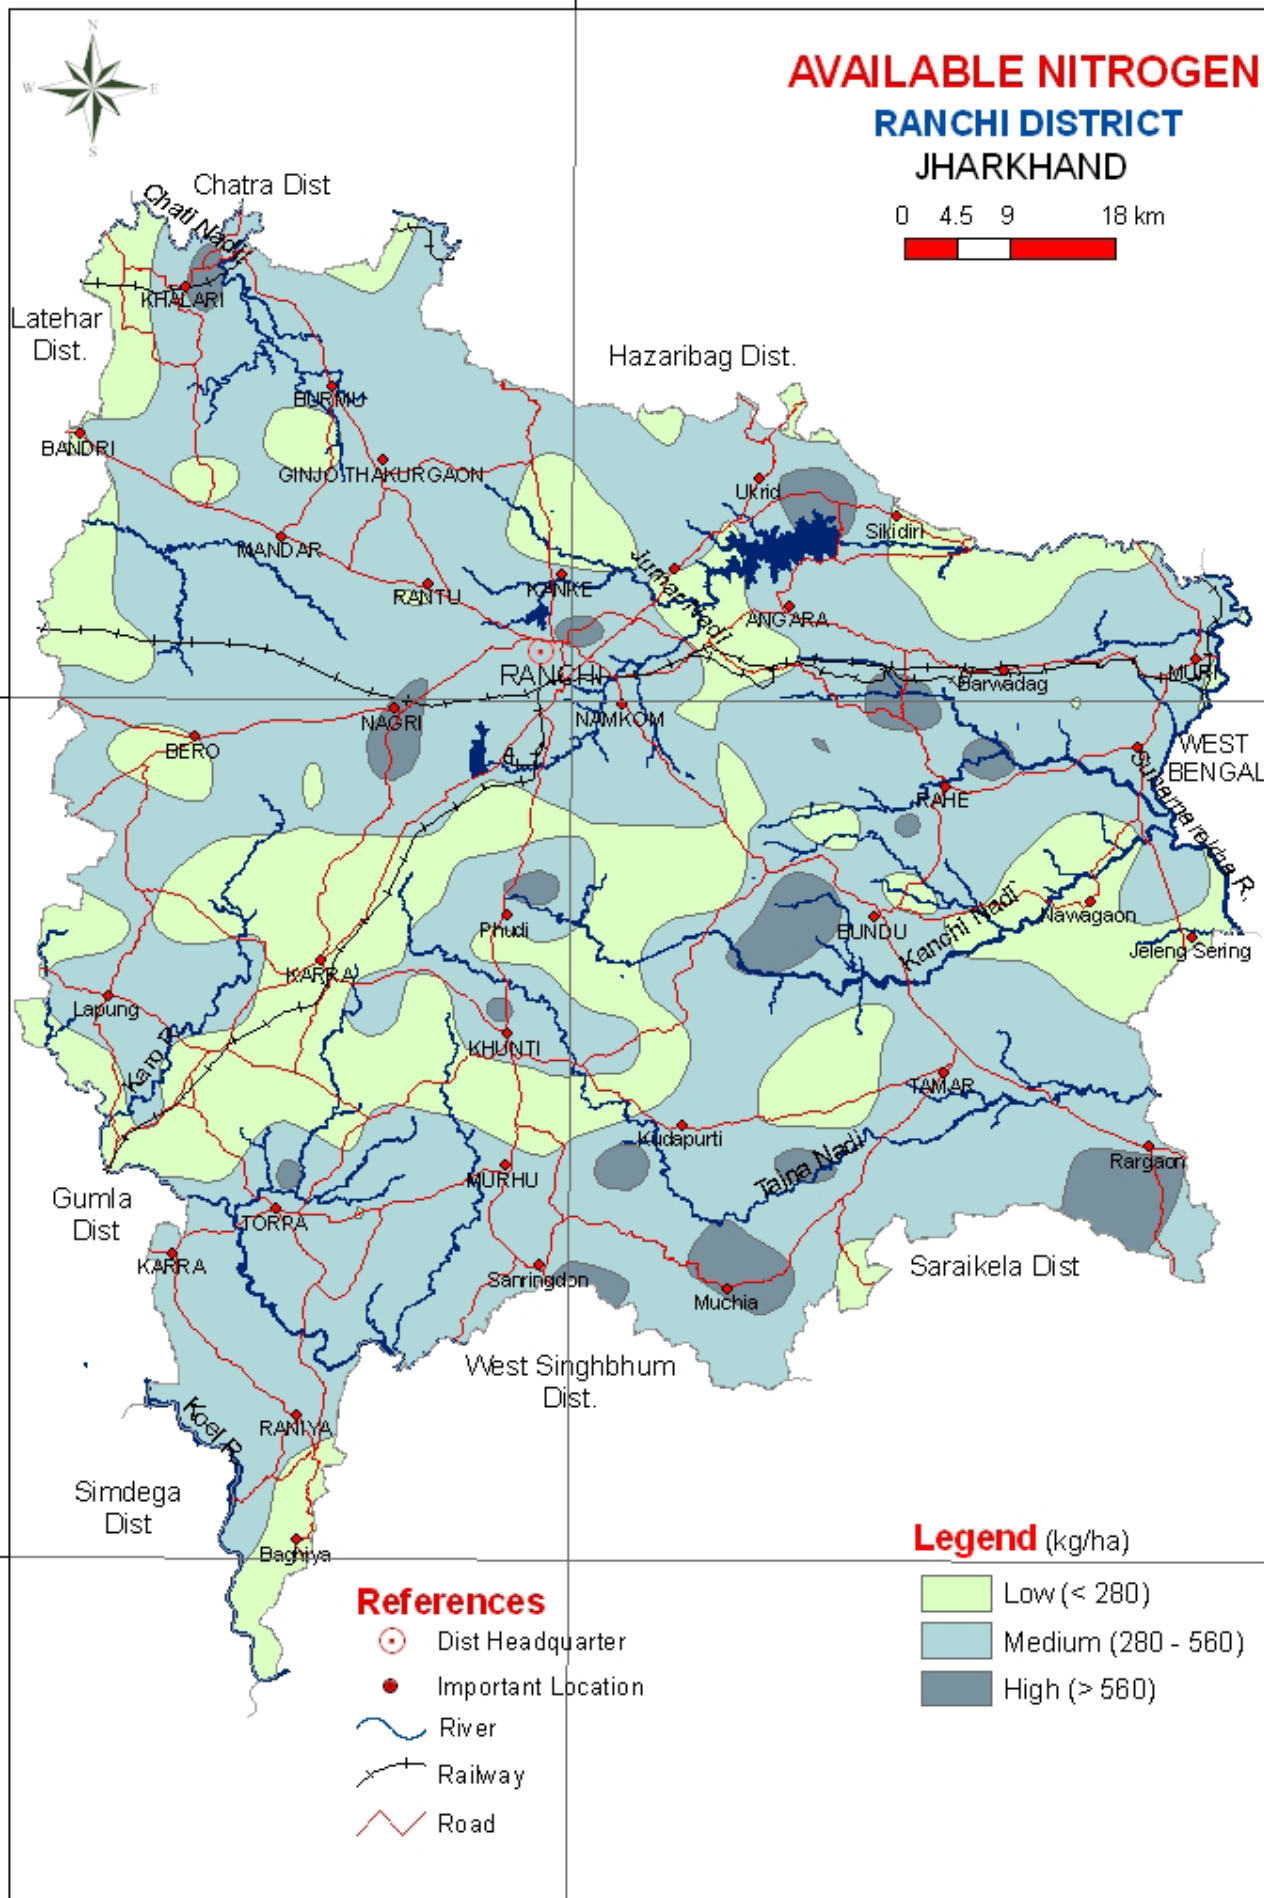 N
W E
S
AVAILABLE NITROGEN
RANCHI DISTRICT
JHARKHAND
0 4.5 9 18 km
Chatra Dist
Chati Nadi
KHALARI
Latehar
Dist.
Hazaribag Dist.
BURMU
BANDRI
GINJO THAKURGAON
Ukrid
Sikidiri
MANDAR
Jumar Nadi
RANTU
KANKE
ANGARA
RANCHI
MURI
Barwadag
NAGRI
NAMKOM
BERO
WEST
BENGAL
Subarnarekha R.
RAHE
Phudi
BUNDU
Kanchi Nadi
Nawagaon
Jeleng Sering
KARRA
Lapung
Karo R.
KHUNTI
TAMAR
Kudapurti
Tajna Nadi
Rargaon
MURHU
Gumla
Dist
TORPA
KARRA
Sanringdon
Muchia
Saraikela Dist
West Singhbhum
Dist.
Koel R.
RANIYA
Simdega
Dist
Baghiya
Legend (kg/ha)
Low (< 280)
Medium (280 - 560)
High (> 560)
References
Dist Headquarter
Important Location
River
Railway
Road